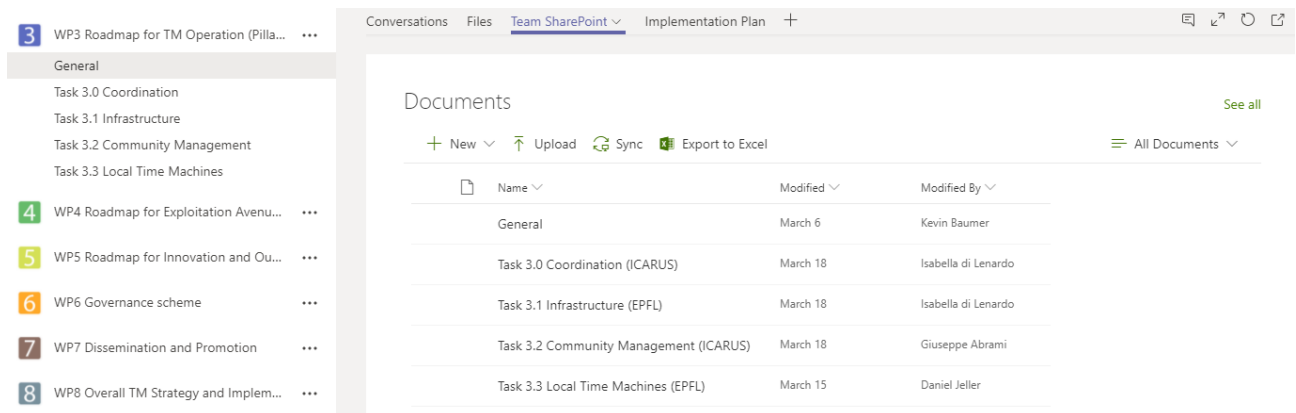 3 WP3 Roadmap for TM Operation (Pilla... ...
General
Task 3.0 Coordination
Task 3.1 Infrastructure
Task 3.2 Community Management
Task 3.3 Local Time Machines
4 WP4 Roadmap for Exploitation Avenu... ...
5 WP5 Roadmap for Innovation and Ou... ...
6 WP6 Governance scheme ...
7 WP7 Dissemination and Promotion ...
8 WP8 Overall TM Strategy and Implem... ...
Conversations Files Team SharePoint Implementation Plan +
Documents See all
+ New Upload Sync Export to Excel All Documents
Name Modified Modified By
General March 6 Kevin Baumer
Task 3.0 Coordination (ICARUS) March 18 Isabella di Lenardo
Task 3.1 Infrastructure (EPFL) March 18 Isabella di Lenardo
Task 3.2 Community Management (ICARUS) March 18 Giuseppe Abrami
Task 3.3 Local Time Machines (EPFL) March 15 Daniel Jeller